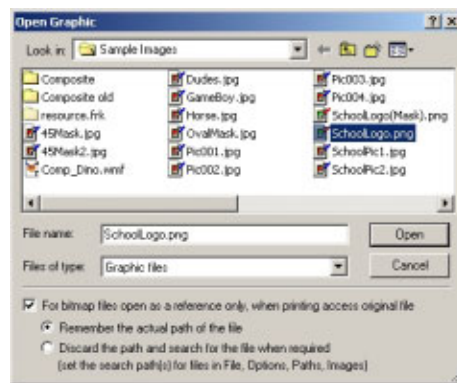 Open Graphic
Look in: Sample Images
Composite
Composite old
resource.frk
45Mask.jpg
45Mask2.jpg
Comp_Dino.wmf
Dudes.jpg
GameBoy.jpg
Horse.jpg
OvalMask.jpg
Pic001.jpg
Pic002.jpg
Pic003.jpg
Pic004.jpg
SchoolLogo(Mask).png
SchoolLogo.png
SchoolPic1.jpg
SchoolPic2.jpg
File name: SchoolLogo.png Open
Files of type: Graphic files Cancel
For bitmap files open as a reference only, when printing access original file
Remember the actual path of the file
Discard the path and search for the file when required
(set the search path(s) for files in File, Options, Paths, Images)